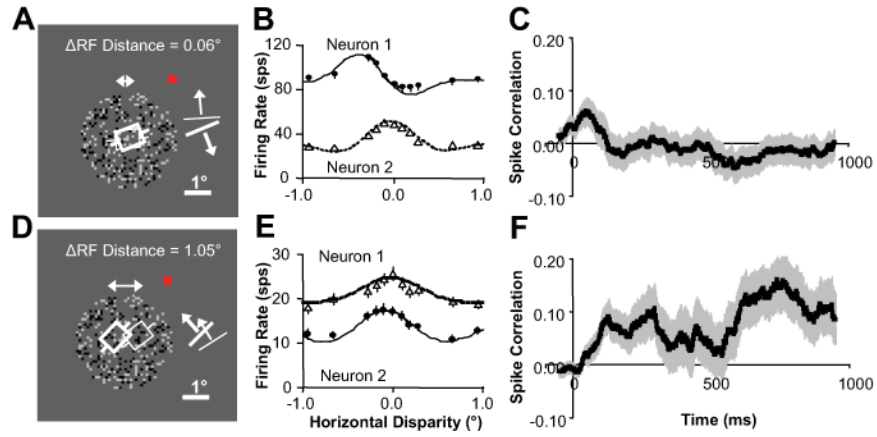 A
ΔRF Distance = 0.06°
1°
B
Firing Rate (sps)
120
80
40
0
Neuron 1
Neuron 2
-1.0
0.0
1.0
C
Spike Correlation
0.20
0.10
0.00
-0.10
0
500
1000
D
ΔRF Distance = 1.05°
1°
E
Firing Rate (sps)
30
20
10
0
Neuron 1
Neuron 2
-1.0
0.0
1.0
Horizontal Disparity (°)
F
Spike Correlation
0.20
0.10
0.00
-0.10
0
500
1000
Time (ms)